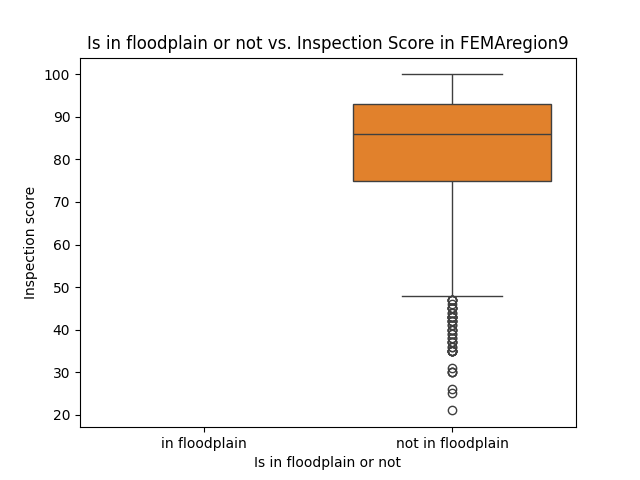 Is in floodplain or not vs. Inspection Score in FEMAregion9
100
90
80
70
60
50
40
30
20
Inspection score
in floodplain
not in floodplain
Is in floodplain or not